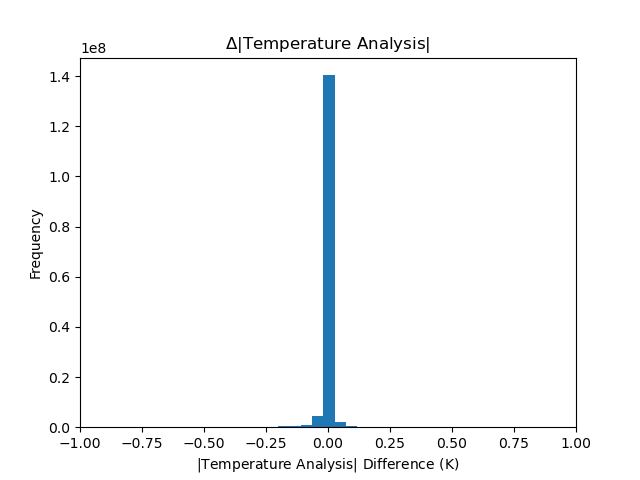 Δ|Temperature Analysis|
1e8
1.4
1.2
1.0
0.8
0.6
0.4
0.2
0.0
Frequency
−1.00 −0.75 −0.50 −0.25 0.00 0.25 0.50 0.75 1.00
|Temperature Analysis| Difference (K)